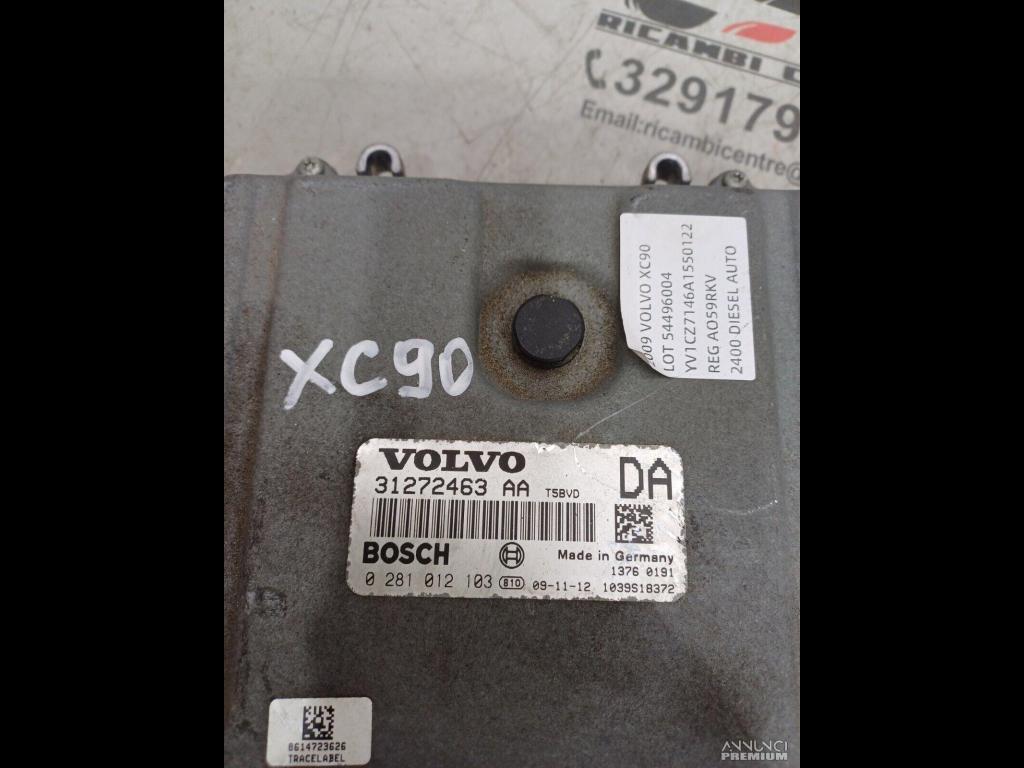 RICAMBI C
329179
Email:ricambicentre@
2009 VOLVO XC90
LOT 54496004
YV1CZ7146A1550122
REG AO59RKV
2400 DIESEL AUTO
XC90
VOLVO
31272463 AA T5BVD
DA
BOSCH
Made in Germany
1376 0191
0 281 012 103 B10 09-11-12 1039S18372
8614723626
TRACELABEL
ANNUNCI
PREMIUM